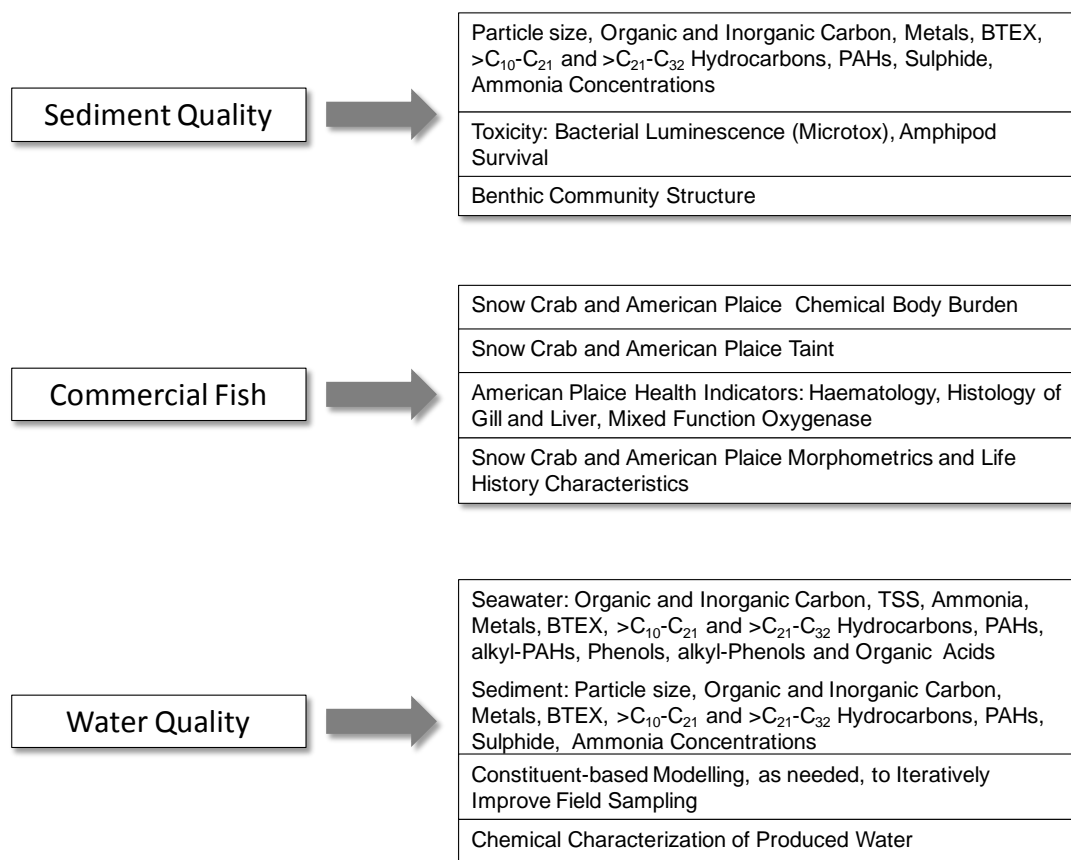 Sediment Quality
Particle size, Organic and Inorganic Carbon, Metals, BTEX,
>C₁₀-C₂₁ and >C₂₁-C₃₂ Hydrocarbons, PAHs, Sulphide,
Ammonia Concentrations
Toxicity: Bacterial Luminescence (Microtox), Amphipod
Survival
Benthic Community Structure
Commercial Fish
Snow Crab and American Plaice Chemical Body Burden
Snow Crab and American Plaice Taint
American Plaice Health Indicators: Haematology, Histology of
Gill and Liver, Mixed Function Oxygenase
Snow Crab and American Plaice Morphometrics and Life
History Characteristics
Water Quality
Seawater: Organic and Inorganic Carbon, TSS, Ammonia,
Metals, BTEX, >C₁₀-C₂₁ and >C₂₁-C₃₂ Hydrocarbons, PAHs,
alkyl-PAHs, Phenols, alkyl-Phenols and Organic Acids
Sediment: Particle size, Organic and Inorganic Carbon,
Metals, BTEX, >C₁₀-C₂₁ and >C₂₁-C₃₂ Hydrocarbons, PAHs,
Sulphide, Ammonia Concentrations
Constituent-based Modelling, as needed, to Iteratively
Improve Field Sampling
Chemical Characterization of Produced Water